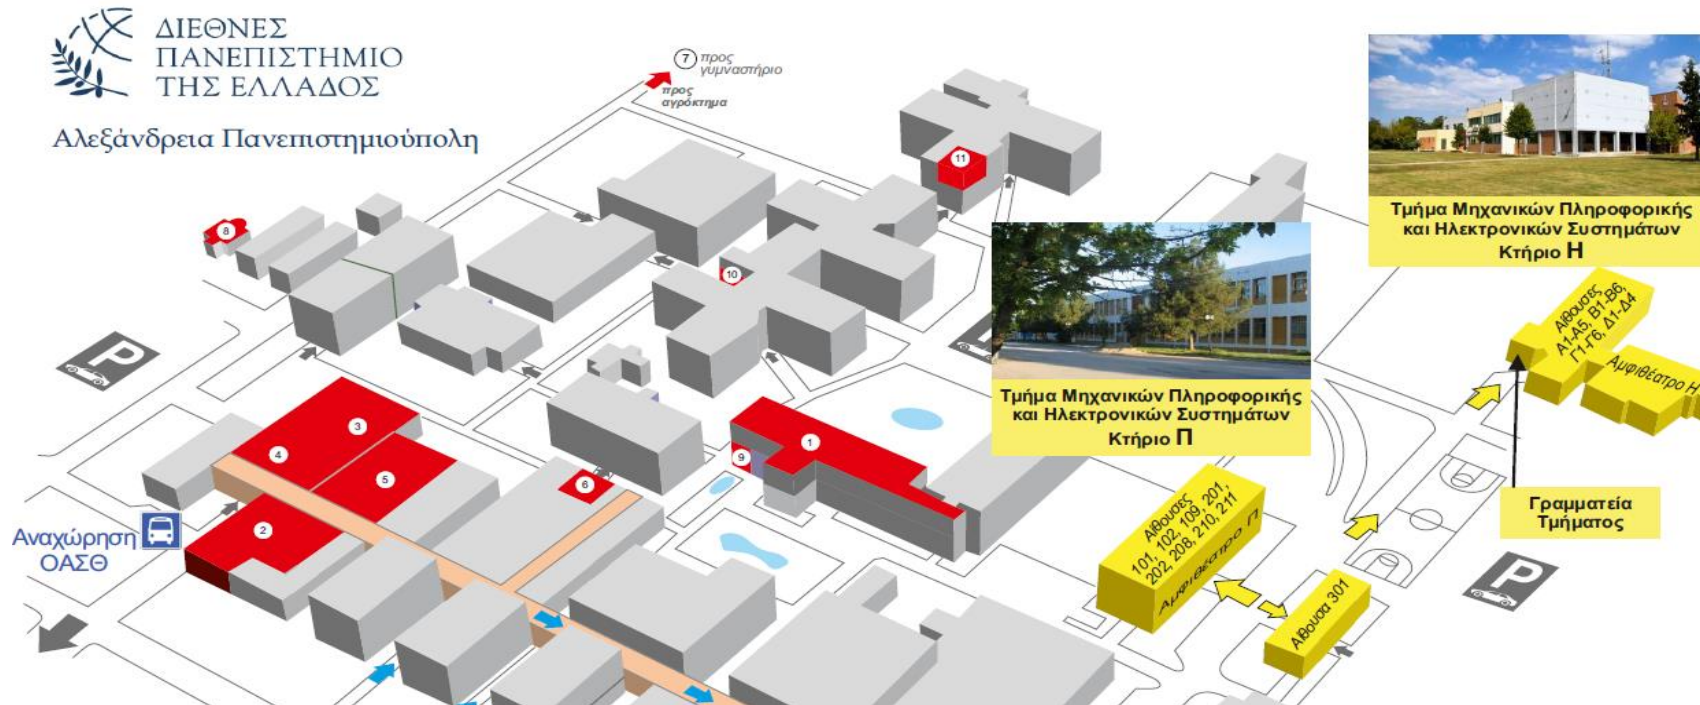 ΔΙΕΘΝΕΣ
ΠΑΝΕΠΙΣΤΗΜΙΟ
ΤΗΣ ΕΛΛΑΔΟΣ
Αλεξάνδρεια Πανεπιστημιούπολη
7 προς
γυμναστήριο
προς
αγρόκτημα
11
8
10
Τμήμα Μηχανικών Πληροφορικής
και Ηλεκτρονικών Συστημάτων
Κτήριο Η
Τμήμα Μηχανικών Πληροφορικής
και Ηλεκτρονικών Συστημάτων
Κτήριο Π
Αίθουσες
Α1-Α5, Β1-Β6,
Γ1-Γ6, Δ1-Δ4
Αμφιθέατρο Η
P
3
4
5
1
9
6
2
Αναχώρηση
ΟΑΣΘ
Αίθουσες
101, 102, 109, 201,
202, 208, 210, 211
Αμφιθέατρο Π
Γραμματεία
Τμήματος
P
Αίθουσα 301